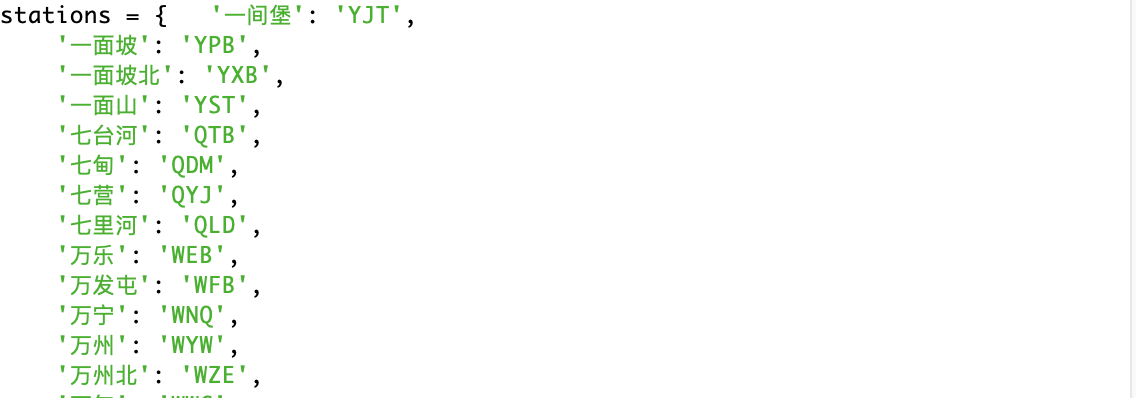 stations = {   '一间堡': 'YJT',
'一面坡': 'YPB',
'一面坡北': 'YXB',
'一面山': 'YST',
'七台河': 'QTB',
'七甸': 'QDM',
'七营': 'QYJ',
'七里河': 'QLD',
'万乐': 'WEB',
'万发屯': 'WFB',
'万宁': 'WNQ',
'万州': 'WYW',
'万州北': 'WZE',